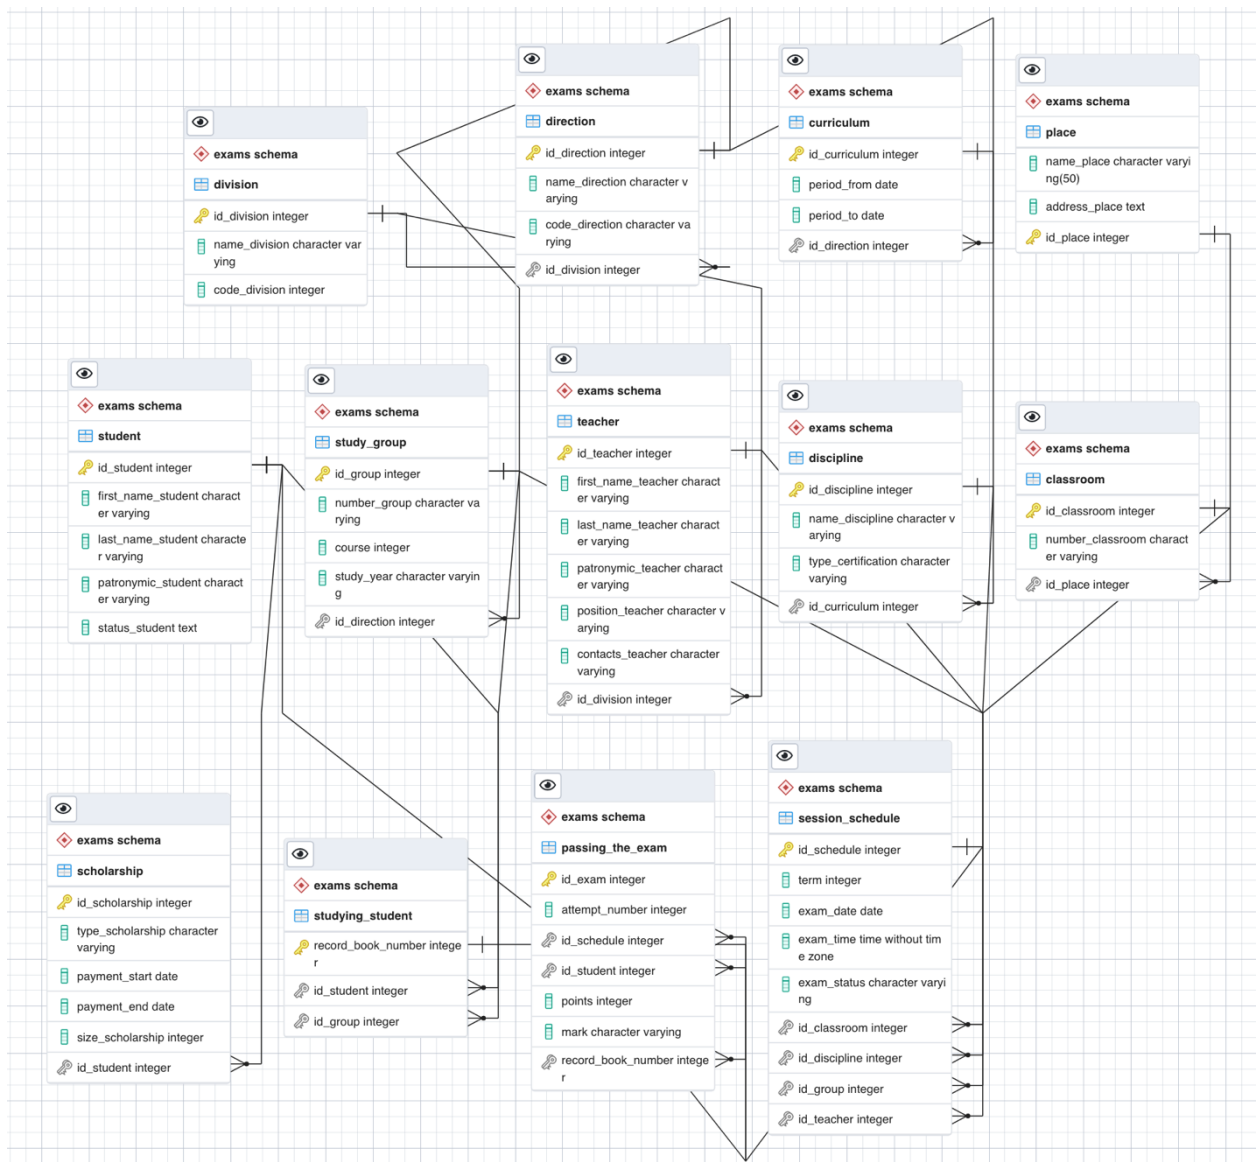 exams schema
direction
id_direction integer
name_direction character v
arying
code_direction character va
rying
id_division integer
exams schema
curriculum
id_curriculum integer
period_from date
period_to date
id_direction integer
exams schema
place
name_place character varyi
ng(50)
address_place text
id_place integer
exams schema
division
id_division integer
name_division character var
ying
code_division integer
exams schema
student
id_student integer
first_name_student charact
er varying
last_name_student characte
r varying
patronymic_student charact
er varying
status_student text
exams schema
study_group
id_group integer
number_group character va
rying
course integer
study_year character varyin
g
id_direction integer
exams schema
teacher
id_teacher integer
first_name_teacher charact
er varying
last_name_teacher charact
er varying
patronymic_teacher charact
er varying
position_teacher character v
arying
contacts_teacher character
varying
id_division integer
exams schema
discipline
id_discipline integer
name_discipline character v
arying
type_certification character
varying
id_curriculum integer
exams schema
classroom
id_classroom integer
number_classroom charact
er varying
id_place integer
exams schema
scholarship
id_scholarship integer
type_scholarship character
varying
payment_start date
payment_end date
size_scholarship integer
id_student integer
exams schema
studying_student
record_book_number intege
r
id_student integer
id_group integer
exams schema
passing_the_exam
id_exam integer
attempt_number integer
id_schedule integer
id_student integer
points integer
mark character varying
record_book_number intege
r
exams schema
session_schedule
id_schedule integer
term integer
exam_date date
exam_time time without tim
e zone
exam_status character varyi
ng
id_classroom integer
id_discipline integer
id_group integer
id_teacher integer